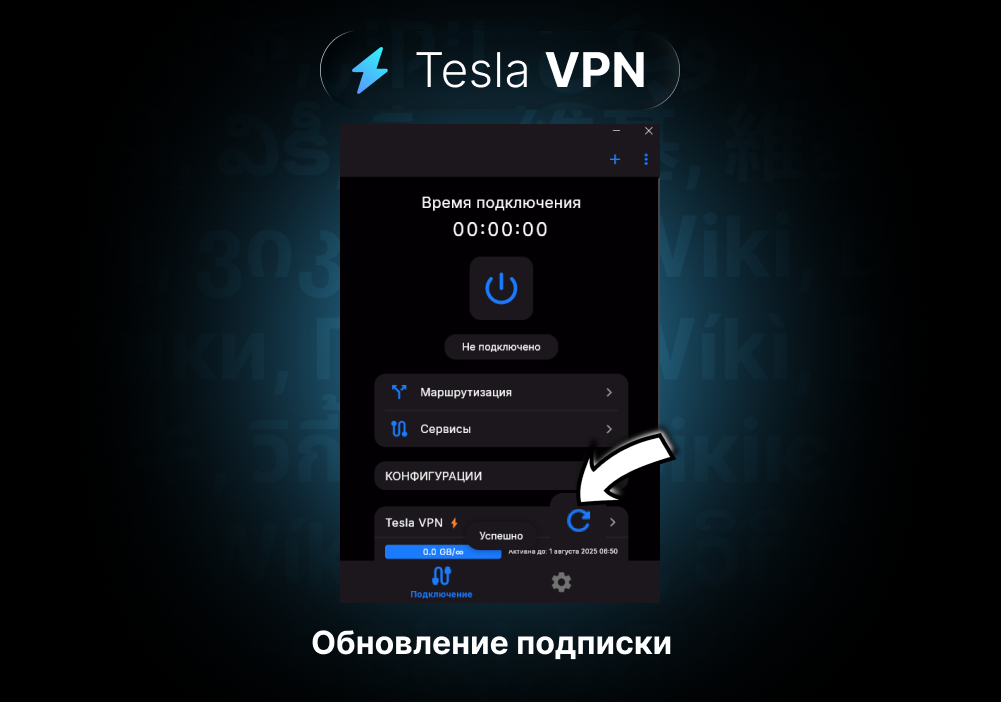 Tesla VPN
Время подключения
00:00:00
Не подключено
Маршрутизация
Сервисы
КОНФИГУРАЦИИ
Tesla VPN
Успешно
0.0 GB/∞
Активна до: 1 августа 2025 06:50
Подключение
Обновление подписки